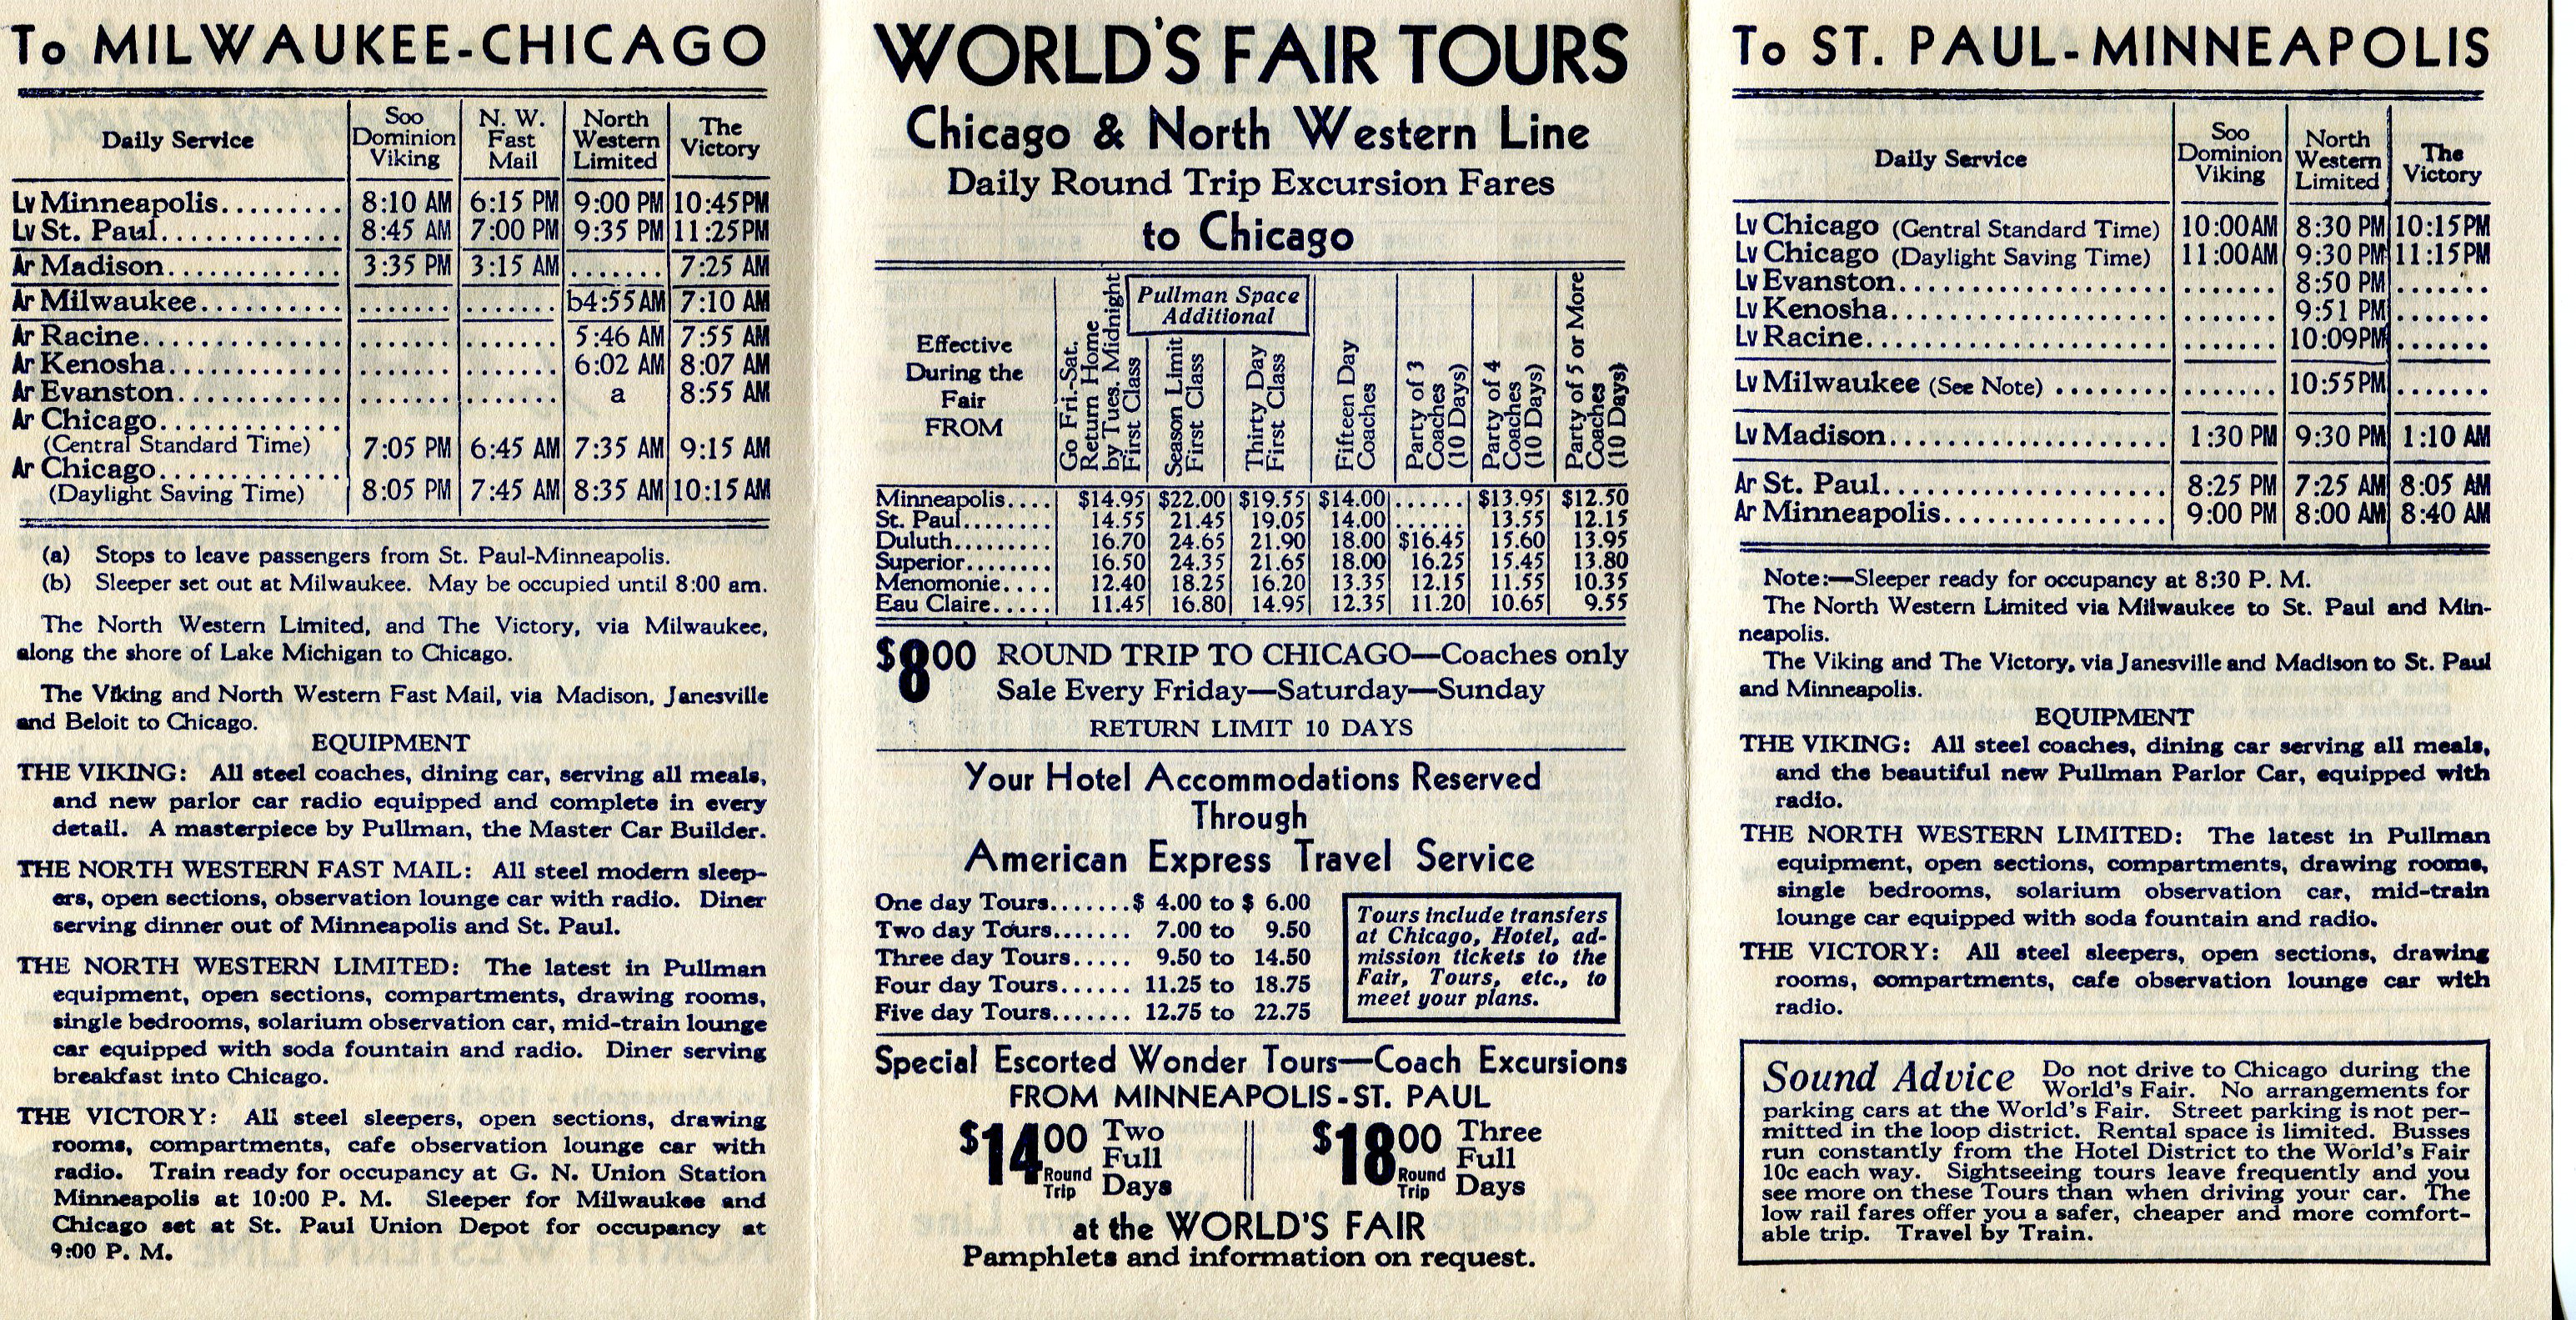 To MILWAUKEE-CHICAGO
Daily Service | Soo Dominion Viking | N. W. Fast Mail | North Western Limited | The Victory
Lv Minneapolis......... 8:10 AM 6:15 PM 9:00 PM 10:45PM
Lv St. Paul............. 8:45 AM 7:00 PM 9:35 PM 11:25PM
Ar Madison............ 3:35 PM 3:15 AM ....... 7:25 AM
Ar Milwaukee.......... ....... ....... b4:55AM 7:10 AM
Ar Racine.............. ....... ....... 5:46 AM 7:55 AM
Ar Kenosha............ ....... ....... 6:02 AM 8:07 AM
Ar Evanston........... ....... ....... a 8:55 AM
Ar Chicago.............
(Central Standard Time) 7:05 PM 6:45 AM 7:35 AM 9:15 AM
Ar Chicago.............
(Daylight Saving Time) 8:05 PM 7:45 AM 8:35 AM 10:15 AM
(a) Stops to leave passengers from St. Paul-Minneapolis.
(b) Sleeper set out at Milwaukee. May be occupied until 8:00 am.
The North Western Limited, and The Victory, via Milwaukee,
along the shore of Lake Michigan to Chicago.
The Viking and North Western Fast Mail, via Madison, Janesville
and Beloit to Chicago.
EQUIPMENT
THE VIKING: All steel coaches, dining car, serving all meals,
and new parlor car radio equipped and complete in every
detail. A masterpiece by Pullman, the Master Car Builder.
THE NORTH WESTERN FAST MAIL: All steel modern sleep-
ers, open sections, observation lounge car with radio. Diner
serving dinner out of Minneapolis and St. Paul.
THE NORTH WESTERN LIMITED: The latest in Pullman
equipment, open sections, compartments, drawing rooms,
single bedrooms, solarium observation car, mid-train lounge
car equipped with soda fountain and radio. Diner serving
breakfast into Chicago.
THE VICTORY: All steel sleepers, open sections, drawing
rooms, compartments, cafe observation lounge car with
radio. Train ready for occupancy at G. N. Union Station
Minneapolis at 10:00 P. M. Sleeper for Milwaukee and
Chicago set at St. Paul Union Depot for occupancy at
9:00 P. M.
WORLD'S FAIR TOURS
Chicago & North Western Line
Daily Round Trip Excursion Fares
to Chicago
Pullman Space
Additional
Effective
During the
Fair
FROM
Go Fri.-Sat.
Return Home
by Tues. Midnight
First Class
Season Limit
First Class
Thirty Day
First Class
Fifteen Day
Coaches
Party of 3
Coaches
(10 Days)
Party of 4
Coaches
(10 Days)
Party of 5 or More
Coaches
(10 Days)
Minneapolis.... $14.95 $22.00 $19.55 $14.00 ...... $13.95 $12.50
St. Paul........ 14.55 21.45 19.05 14.00 ...... 13.55 12.15
Duluth......... 16.70 24.65 21.90 18.00 $16.45 15.60 13.95
Superior........ 16.50 24.35 21.65 18.00 16.25 15.45 13.80
Menomonie.... 12.40 18.25 16.20 13.35 12.15 11.55 10.35
Eau Claire..... 11.45 16.80 14.95 12.35 11.20 10.65 9.55
$8.00 ROUND TRIP TO CHICAGO—Coaches only
Sale Every Friday—Saturday—Sunday
RETURN LIMIT 10 DAYS
Your Hotel Accommodations Reserved
Through
American Express Travel Service
One day Tours.......$ 4.00 to $ 6.00
Two day Tours....... 7.00 to 9.50
Three day Tours..... 9.50 to 14.50
Four day Tours...... 11.25 to 18.75
Five day Tours....... 12.75 to 22.75
Tours include transfers
at Chicago, Hotel, ad-
mission tickets to the
Fair, Tours, etc., to
meet your plans.
Special Escorted Wonder Tours—Coach Excursions
FROM MINNEAPOLIS-ST. PAUL
$14.00 Round Trip Two Full Days
$18.00 Round Trip Three Full Days
at the WORLD'S FAIR
Pamphlets and information on request.
To ST. PAUL-MINNEAPOLIS
Daily Service | Soo Dominion Viking | North Western Limited | The Victory
Lv Chicago (Central Standard Time) 10:00AM 8:30 PM 10:15PM
Lv Chicago (Daylight Saving Time) 11:00AM 9:30 PM 11:15PM
Lv Evanston...................... ....... 8:50 PM .......
Lv Kenosha....................... ....... 9:51 PM .......
Lv Racine......................... ....... 10:09PM .......
Lv Milwaukee (See Note) ........ ....... 10:55PM .......
Lv Madison....................... 1:30 PM 9:30 PM 1:10 AM
Ar St. Paul........................ 8:25 PM 7:25 AM 8:05 AM
Ar Minneapolis.................. 9:00 PM 8:00 AM 8:40 AM
Note:—Sleeper ready for occupancy at 8:30 P. M.
The North Western Limited via Milwaukee to St. Paul and Min-
neapolis.
The Viking and The Victory, via Janesville and Madison to St. Paul
and Minneapolis.
EQUIPMENT
THE VIKING: All steel coaches, dining car serving all meals,
and the beautiful new Pullman Parlor Car, equipped with
radio.
THE NORTH WESTERN LIMITED: The latest in Pullman
equipment, open sections, compartments, drawing rooms,
single bedrooms, solarium observation car, mid-train
lounge car equipped with soda fountain and radio.
THE VICTORY: All steel sleepers, open sections, drawing
rooms, compartments, cafe observation lounge car with
radio.
Sound Advice Do not drive to Chicago during the
World's Fair. No arrangements for
parking cars at the World's Fair. Street parking is not per-
mitted in the loop district. Rental space is limited. Busses
run constantly from the Hotel District to the World's Fair
10c each way. Sightseeing tours leave frequently and you
see more on these Tours than when driving your car. The
low rail fares offer you a safer, cheaper and more comfort-
able trip. Travel by Train.